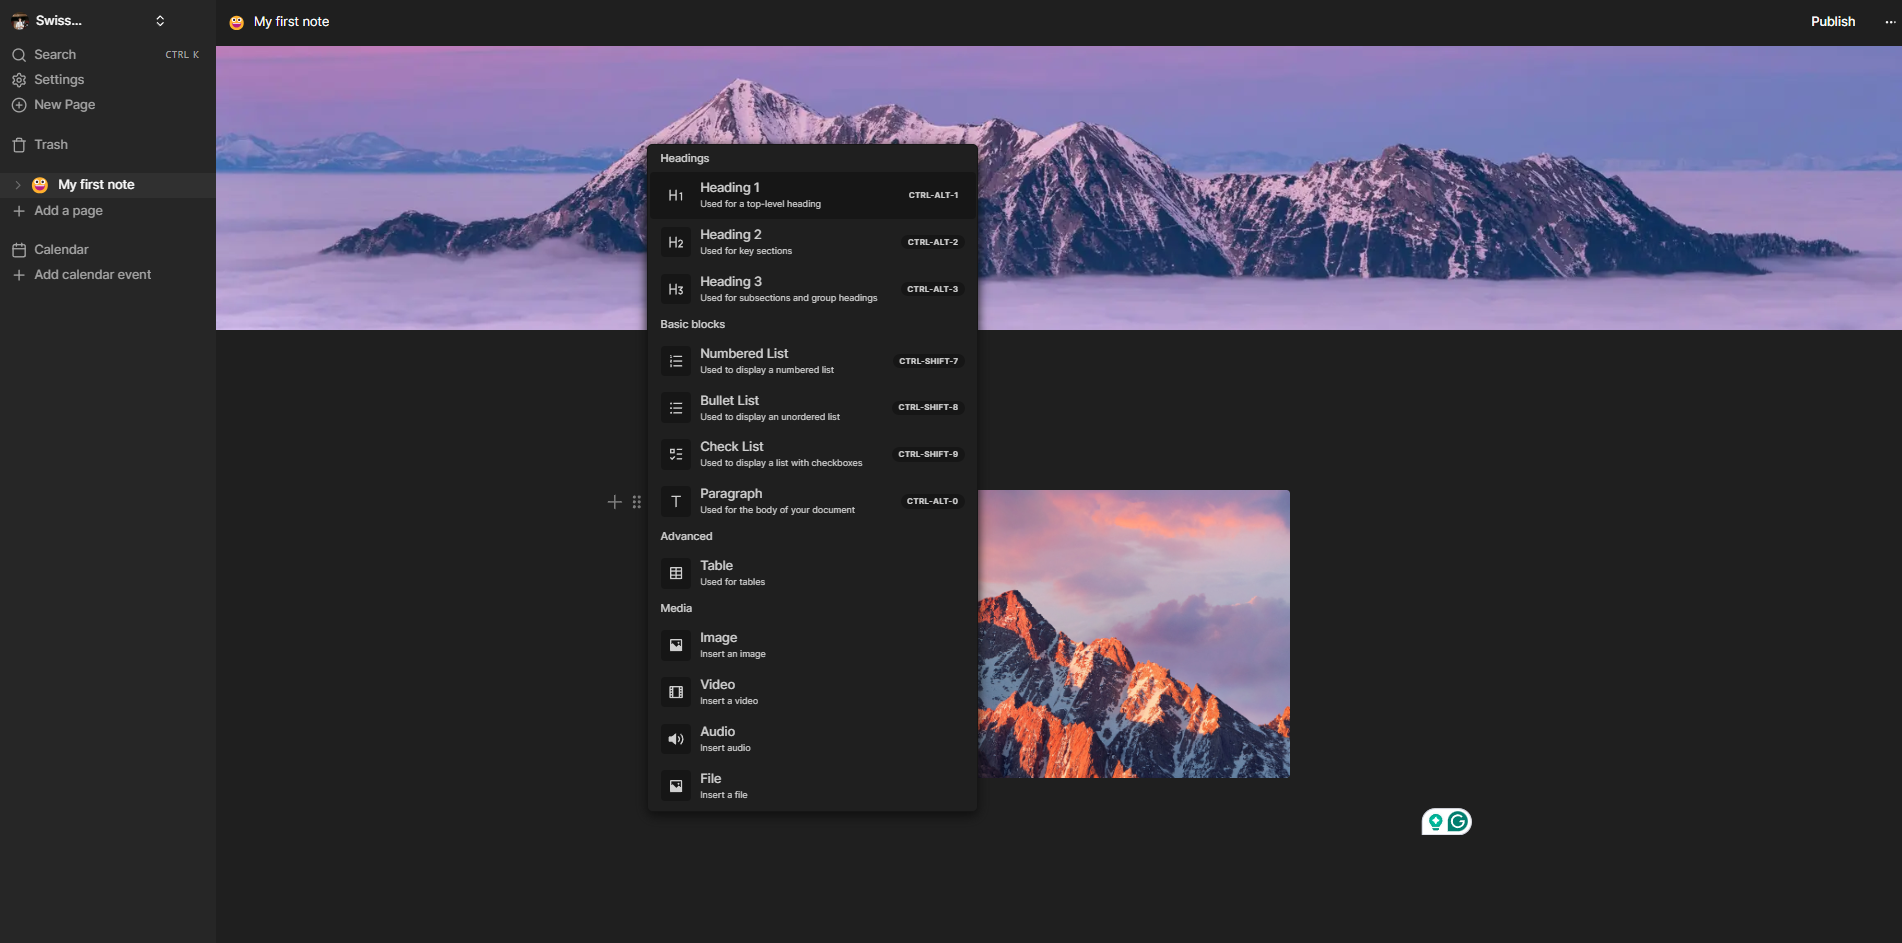 Swiss...
Search CTRL K
Settings
New Page
Trash
My first note
Add a page
Calendar
Add calendar event
My first note
Publish
Headings
H1 Heading 1 CTRL-ALT-1
Used for a top-level heading
H2 Heading 2 CTRL-ALT-2
Used for key sections
H3 Heading 3 CTRL-ALT-3
Used for subsections and group headings
Basic blocks
Numbered List CTRL-SHIFT-7
Used to display a numbered list
Bullet List CTRL-SHIFT-8
Used to display an unordered list
Check List CTRL-SHIFT-9
Used to display a list with checkboxes
T Paragraph CTRL-ALT-0
Used for the body of your document
Advanced
Table
Used for tables
Media
Image
Insert an image
Video
Insert a video
Audio
Insert audio
File
Insert a file